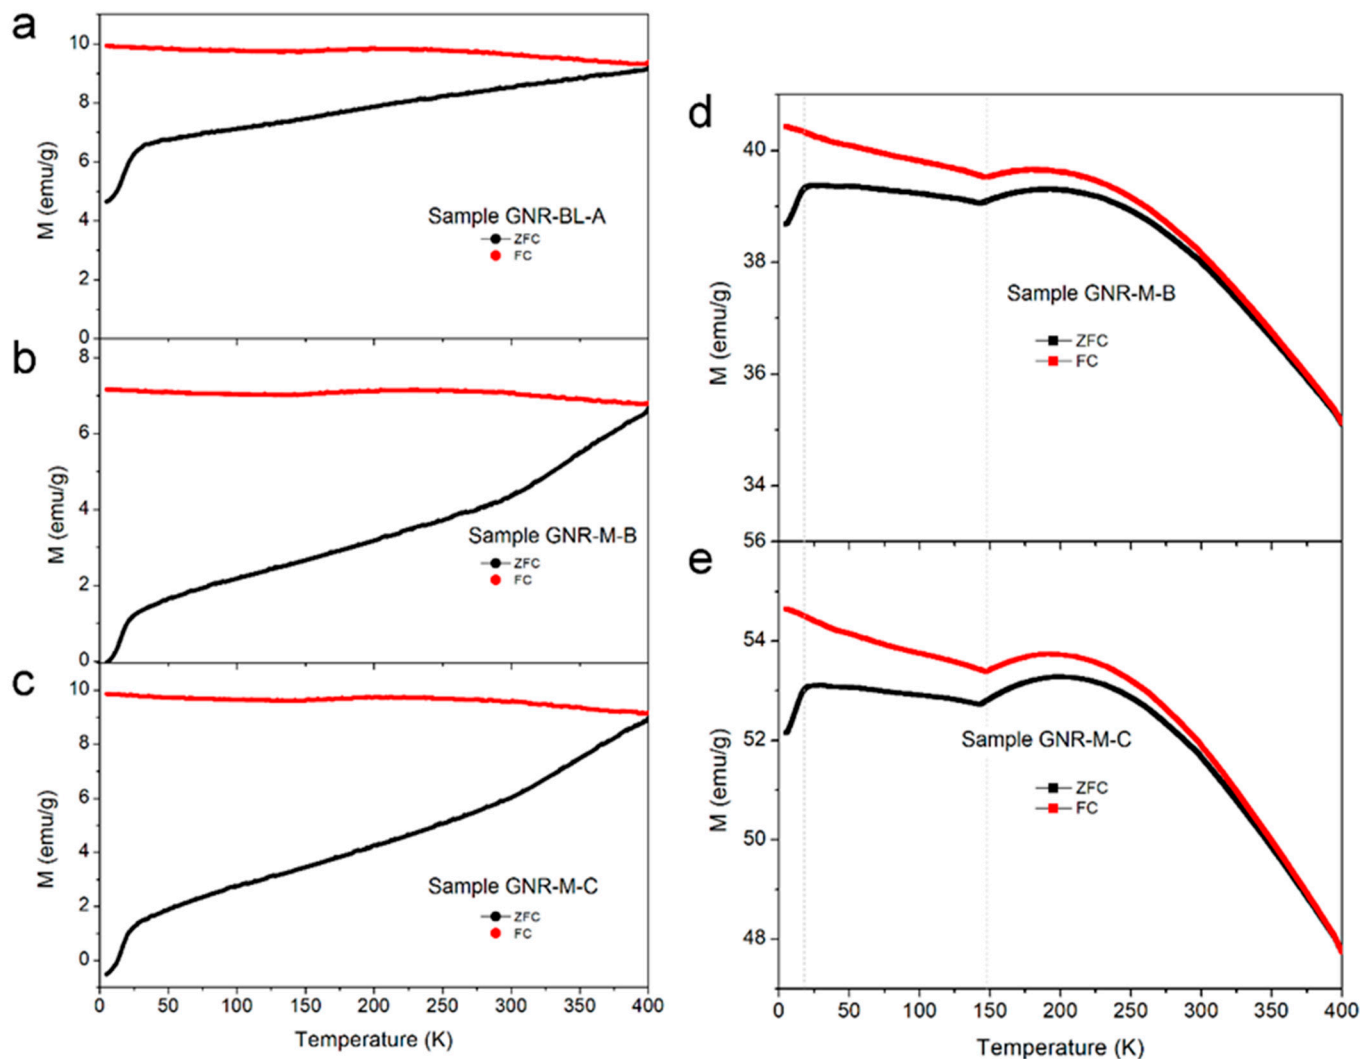 a
10
8
6
4
2
0
M (emu/g)
Sample GNR-BL-A
ZFC
FC
b
8
6
4
2
0
M (emu/g)
Sample GNR-M-B
ZFC
FC
c
10
8
6
4
2
0
M (emu/g)
Sample GNR-M-C
ZFC
FC
0 50 100 150 200 250 300 350 400
Temperature (K)
d
40
38
36
34
M (emu/g)
Sample GNR-M-B
ZFC
FC
e
56
54
52
50
48
M (emu/g)
Sample GNR-M-C
ZFC
FC
0 50 100 150 200 250 300 350 400
Temperature (K)